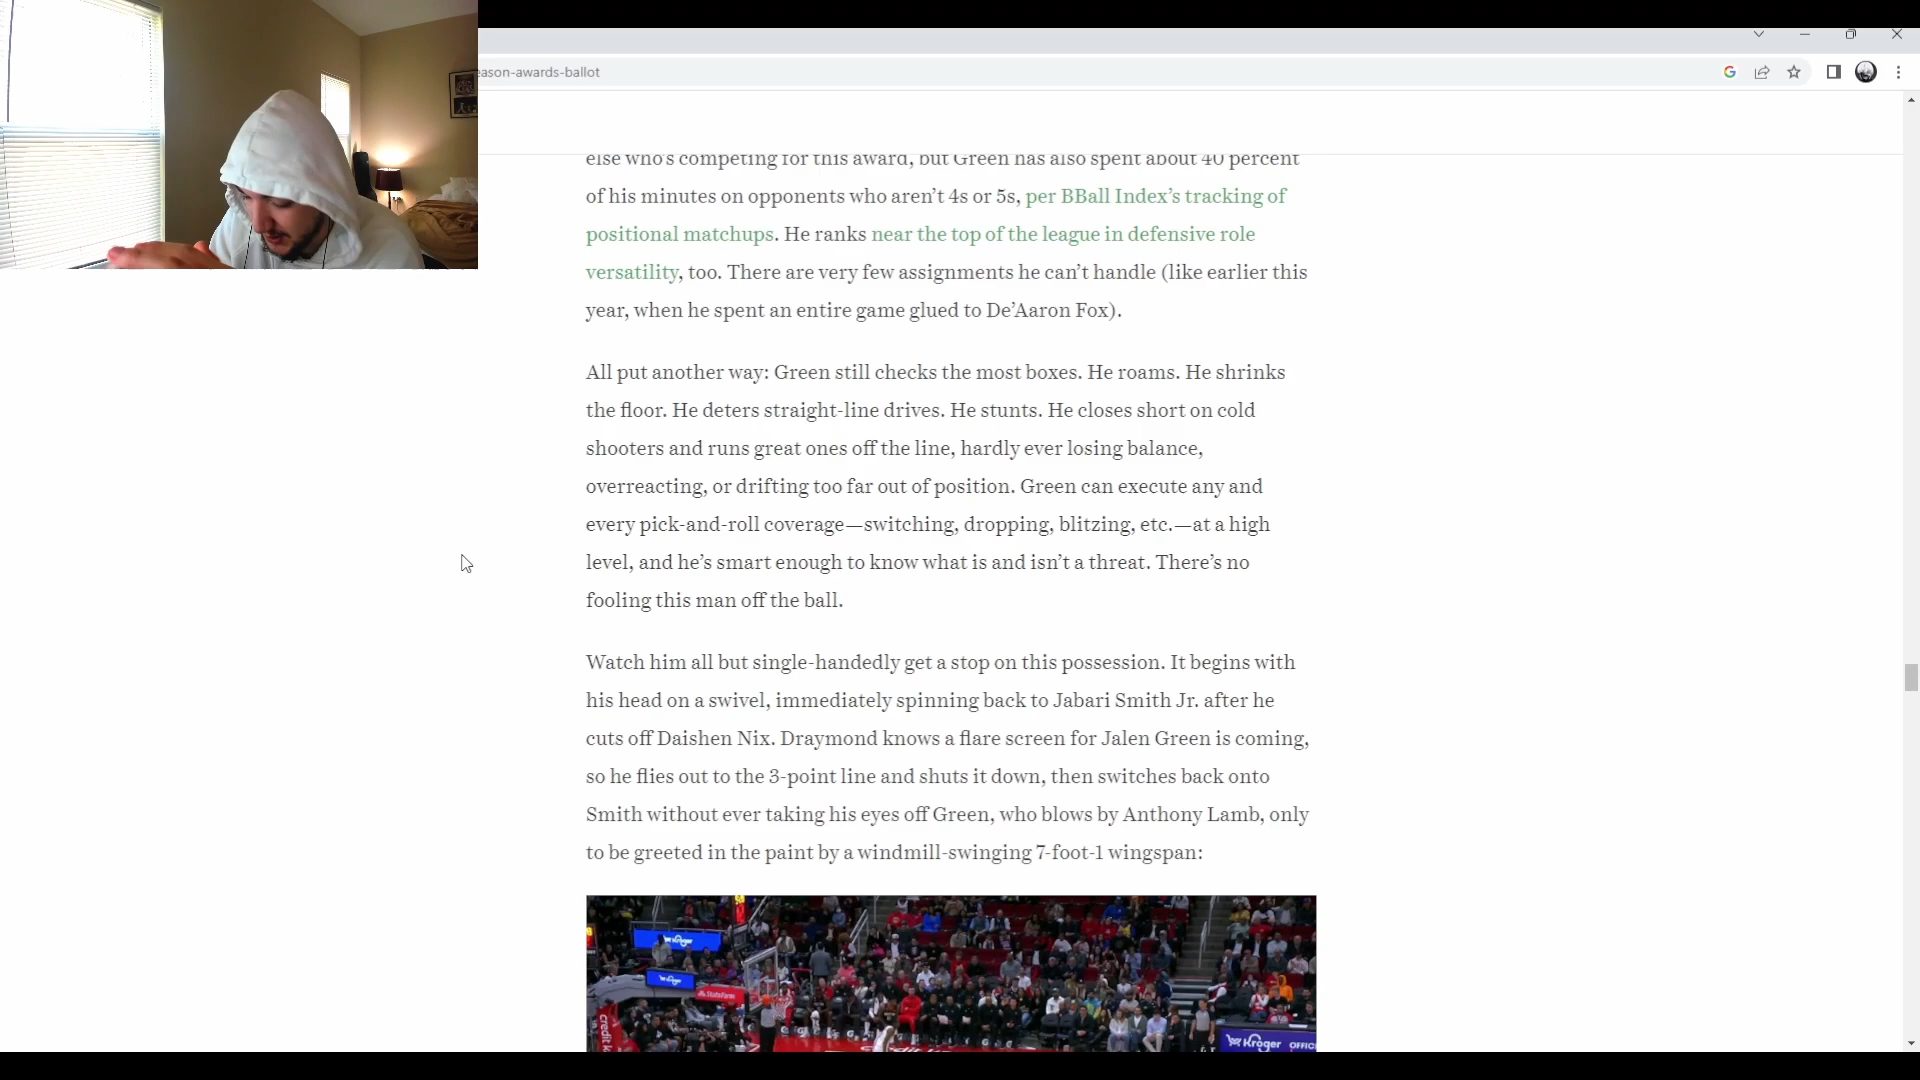 eason-awards-ballot
else who's competing for this award, but Green has also spent about 40 percent
of his minutes on opponents who aren’t 4s or 5s, per BBall Index’s tracking of
positional matchups. He ranks near the top of the league in defensive role
versatility, too. There are very few assignments he can’t handle (like earlier this
year, when he spent an entire game glued to De’Aaron Fox).
All put another way: Green still checks the most boxes. He roams. He shrinks
the floor. He deters straight-line drives. He stunts. He closes short on cold
shooters and runs great ones off the line, hardly ever losing balance,
overreacting, or drifting too far out of position. Green can execute any and
every pick-and-roll coverage—switching, dropping, blitzing, etc.—at a high
level, and he’s smart enough to know what is and isn’t a threat. There’s no
fooling this man off the ball.
Watch him all but single-handedly get a stop on this possession. It begins with
his head on a swivel, immediately spinning back to Jabari Smith Jr. after he
cuts off Daishen Nix. Draymond knows a flare screen for Jalen Green is coming,
so he flies out to the 3-point line and shuts it down, then switches back onto
Smith without ever taking his eyes off Green, who blows by Anthony Lamb, only
to be greeted in the paint by a windmill-swinging 7-foot-1 wingspan:
Kroger
Kroger
StateFarm
credit k
Kroger OFFIC